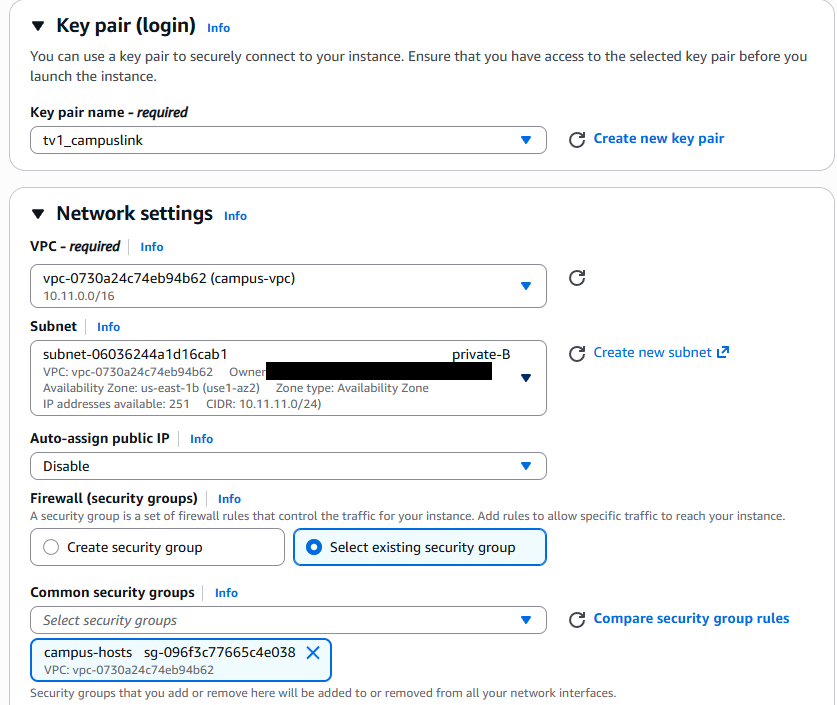 Key pair (login) Info
You can use a key pair to securely connect to your instance. Ensure that you have access to the selected key pair before you
launch the instance.
Key pair name - required
tv1_campuslink
Create new key pair
Network settings Info
VPC - required Info
vpc-0730a24c74eb94b62 (campus-vpc)
10.11.0.0/16
Subnet Info
subnet-06036244a1d16cab1 private-B
VPC: vpc-0730a24c74eb94b62 Owner
Availability Zone: us-east-1b (use1-az2) Zone type: Availability Zone
IP addresses available: 251 CIDR: 10.11.11.0/24)
Create new subnet
Auto-assign public IP Info
Disable
Firewall (security groups) Info
A security group is a set of firewall rules that control the traffic for your instance. Add rules to allow specific traffic to reach your instance.
Create security group
Select existing security group
Common security groups Info
Select security groups
Compare security group rules
campus-hosts sg-096f3c77665c4e038
VPC: vpc-0730a24c74eb94b62
Security groups that you add or remove here will be added to or removed from all your network interfaces.